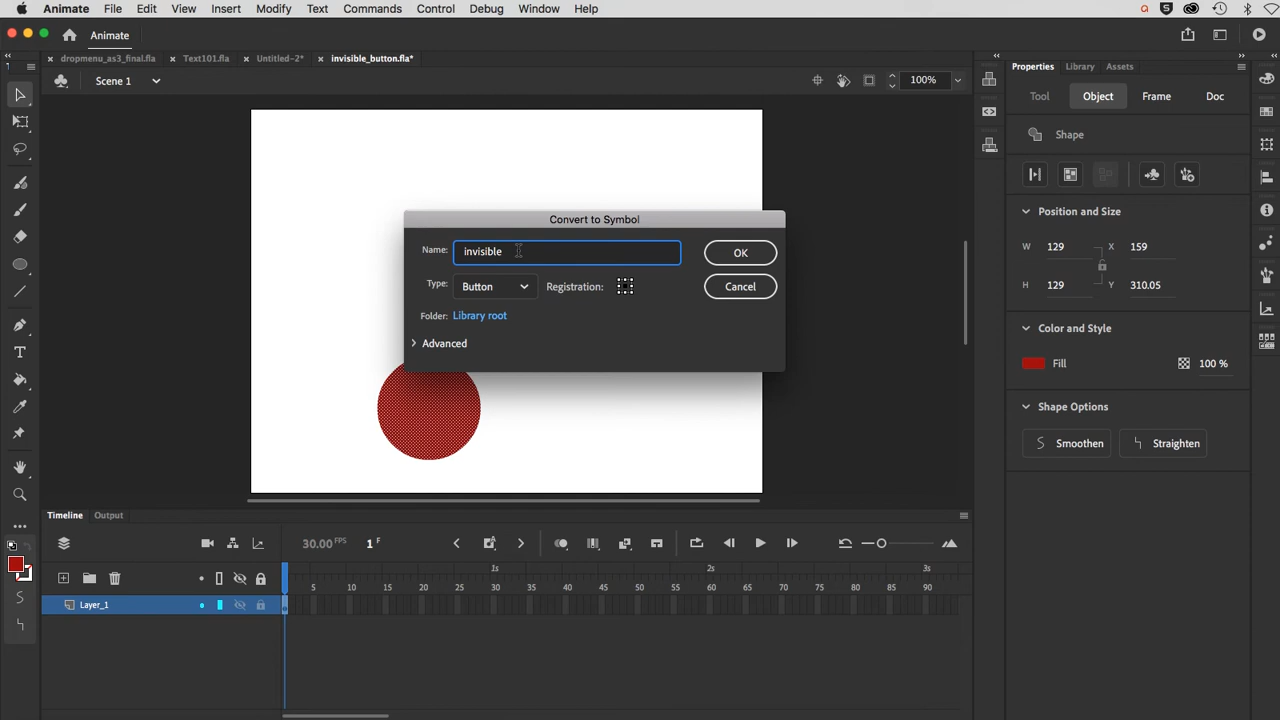 Animate File Edit View Insert Modify Text Commands Control Debug Window Help
Animate
dropmenu_as3_final.fla Text101.fla Untitled-2* invisible_button.fla*
Scene 1 100%
Properties Library Assets
Tool Object Frame Doc
Shape
Position and Size
W 129 X 159
H 129 Y 310.05
Color and Style
Fill 100 %
Shape Options
Smoothen Straighten
Convert to Symbol
Name: invisible OK
Type: Button Registration: Cancel
Folder: Library root
Advanced
Timeline Output
30.00 FPS 1 F
1s 2s 3s
5 10 15 20 25 30 35 40 45 50 55 60 65 70 75 80 85 90
Layer_1